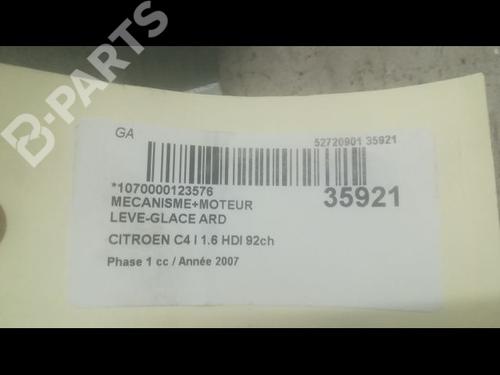 B-PARTS
GA
52720901 35921
*1070000123576
35921
MECANISME+MOTEUR
LEVE-GLACE ARD
CITROEN C4 I 1.6 HDI 92ch
Phase 1 cc / Année 2007